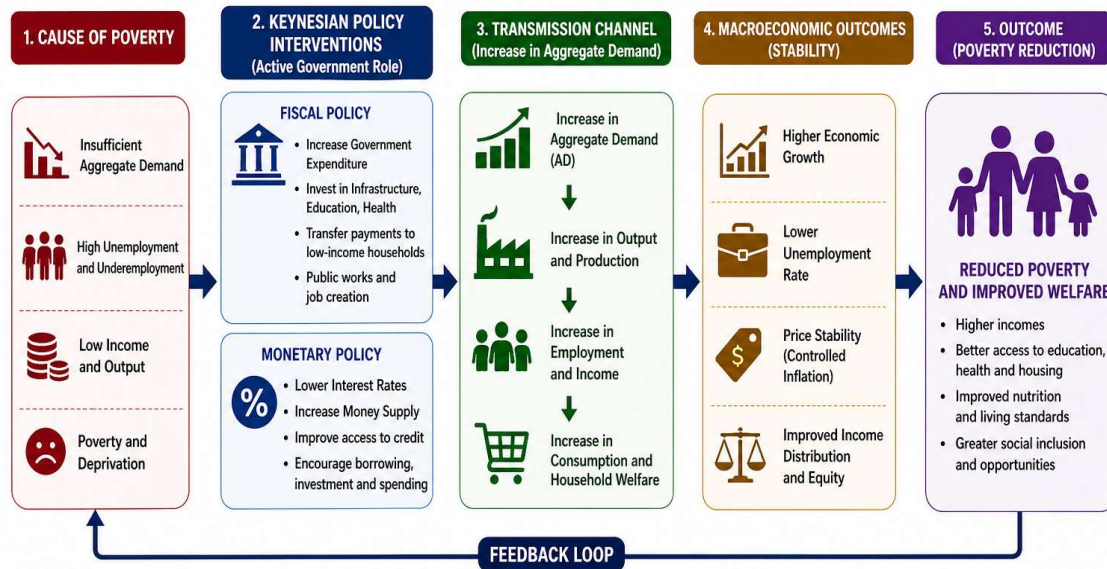 1. CAUSE OF POVERTY
Insufficient
Aggregate Demand
High Unemployment
and Underemployment
Low Income
and Output
Poverty and
Deprivation
2. KEYNESIAN POLICY
INTERVENTIONS
(Active Government Role)
FISCAL POLICY
• Increase Government
Expenditure
• Invest in Infrastructure,
Education, Health
• Transfer payments to
low-income households
• Public works and
job creation
MONETARY POLICY
%
• Lower Interest Rates
• Increase Money Supply
• Improve access to credit
• Encourage borrowing,
investment and spending
3. TRANSMISSION CHANNEL
(Increase in Aggregate Demand)
Increase in
Aggregate Demand
(AD)
Increase in Output
and Production
Increase in
Employment
and Income
Increase in
Consumption and
Household Welfare
4. MACROECONOMIC OUTCOMES
(STABILITY)
Higher Economic
Growth
Lower
Unemployment
Rate
$
Price Stability
(Controlled
Inflation)
Improved Income
Distribution
and Equity
5. OUTCOME
(POVERTY REDUCTION)
REDUCED POVERTY
AND IMPROVED WELFARE
• Higher incomes
• Better access to education,
health and housing
• Improved nutrition
and living standards
• Greater social inclusion
and opportunities
FEEDBACK LOOP